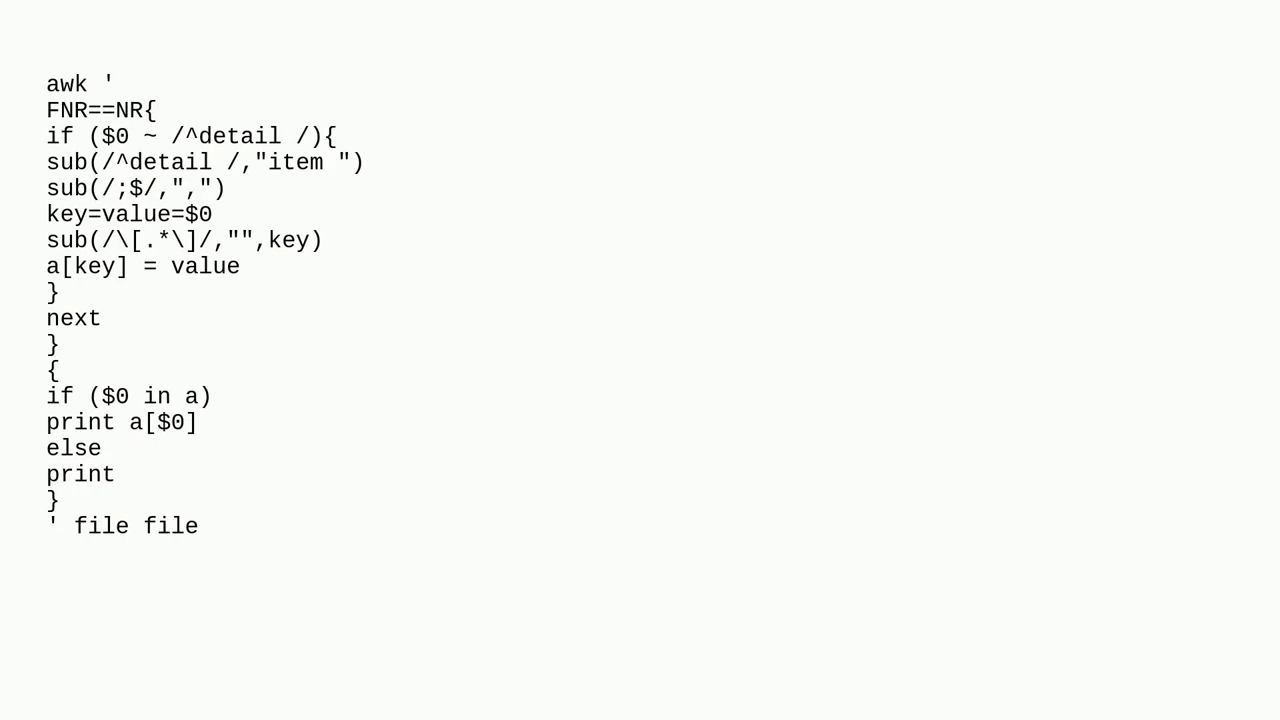 awk '
FNR==NR{
if ($0 ~ /^detail /){
sub(/^detail /,"item ")
sub(/;$/,",")
key=value=$0
sub(/\[.*\]/,"",key)
a[key] = value
}
next
}
{
if ($0 in a)
print a[$0]
else
print
}
' file file